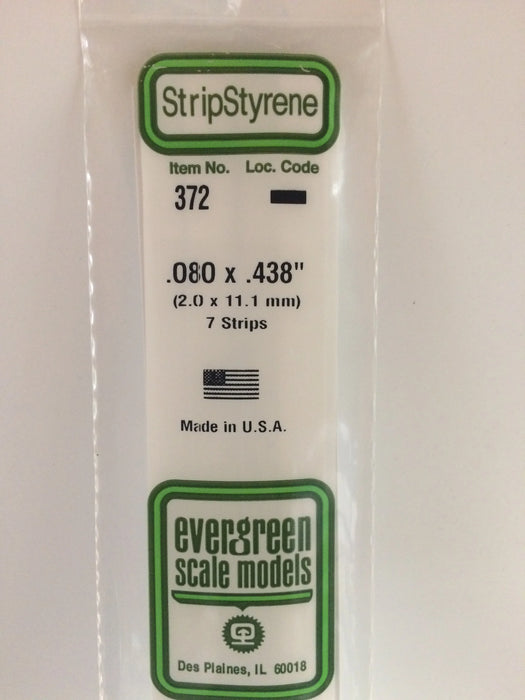 StripStyrene
Item No. Loc. Code
372
.080 x .438"
(2.0 x 11.1 mm)
7 Strips
Made in U.S.A.
evergreen
scale models
Des Plaines, IL 60018